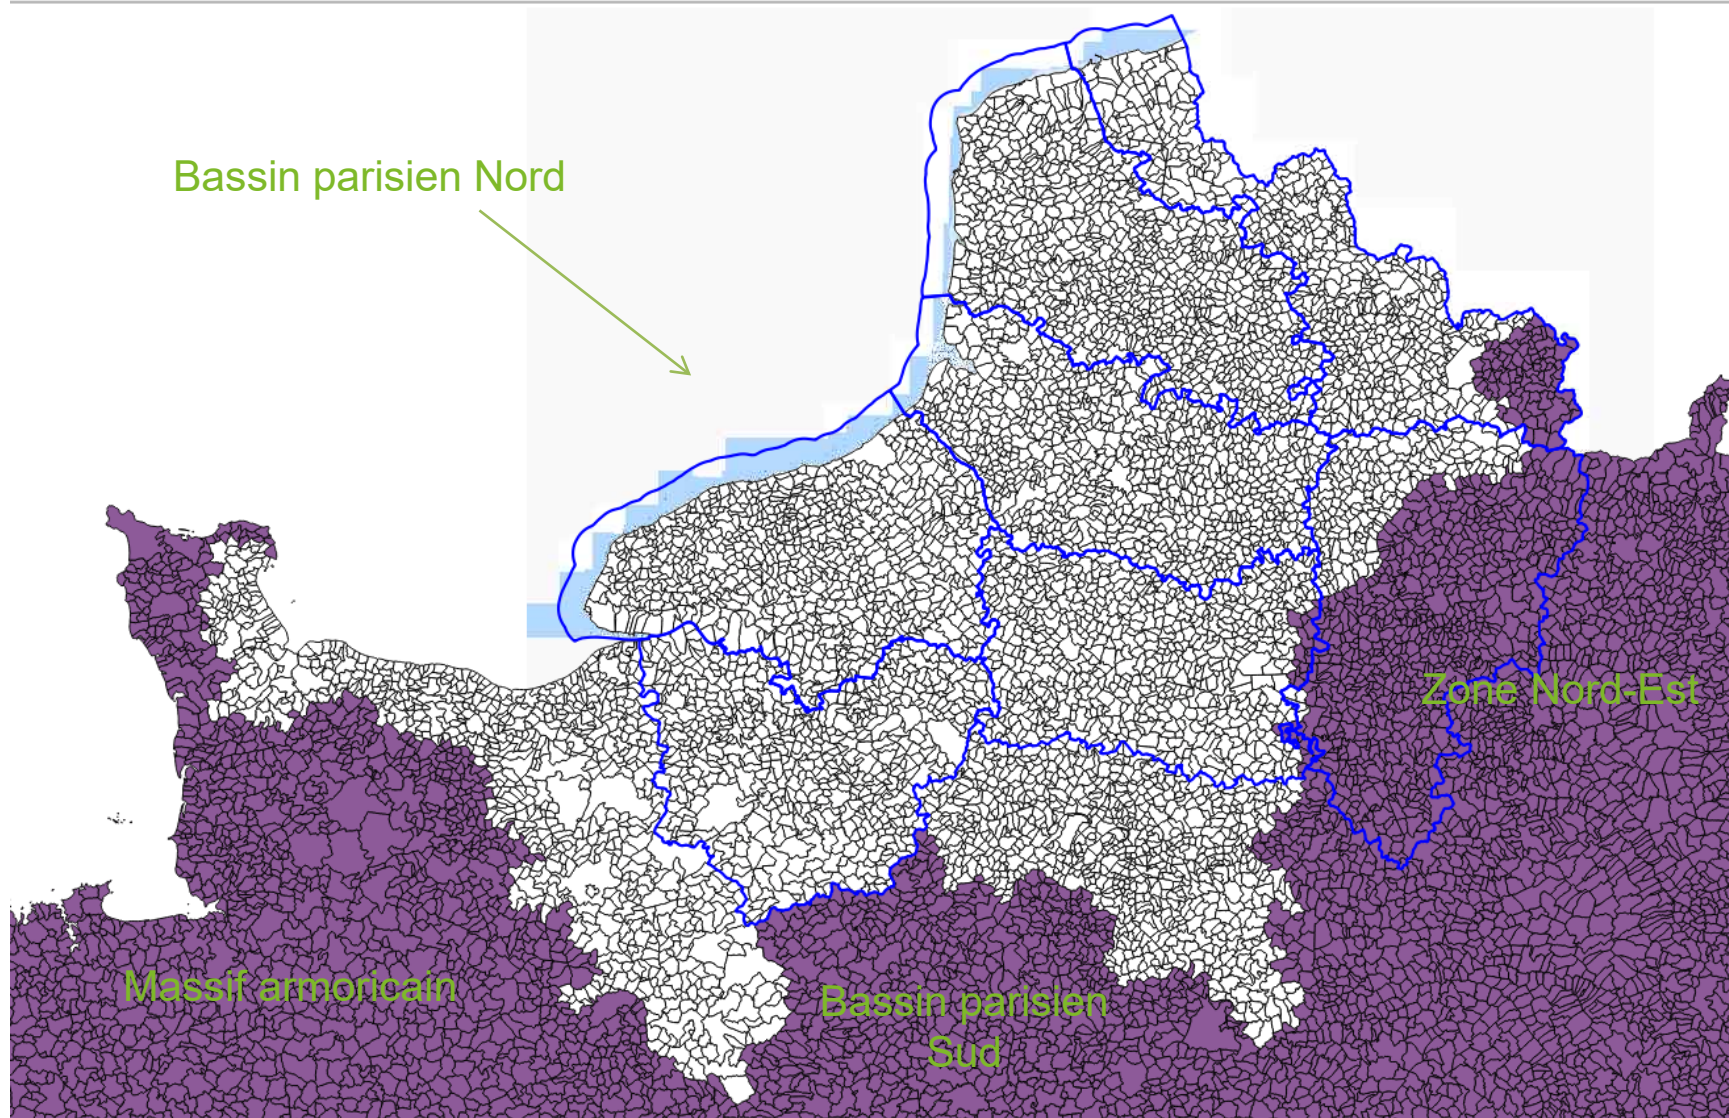 Bassin parisien Nord
Zone Nord-Est
Massif armoricain
Bassin parisien
Sud